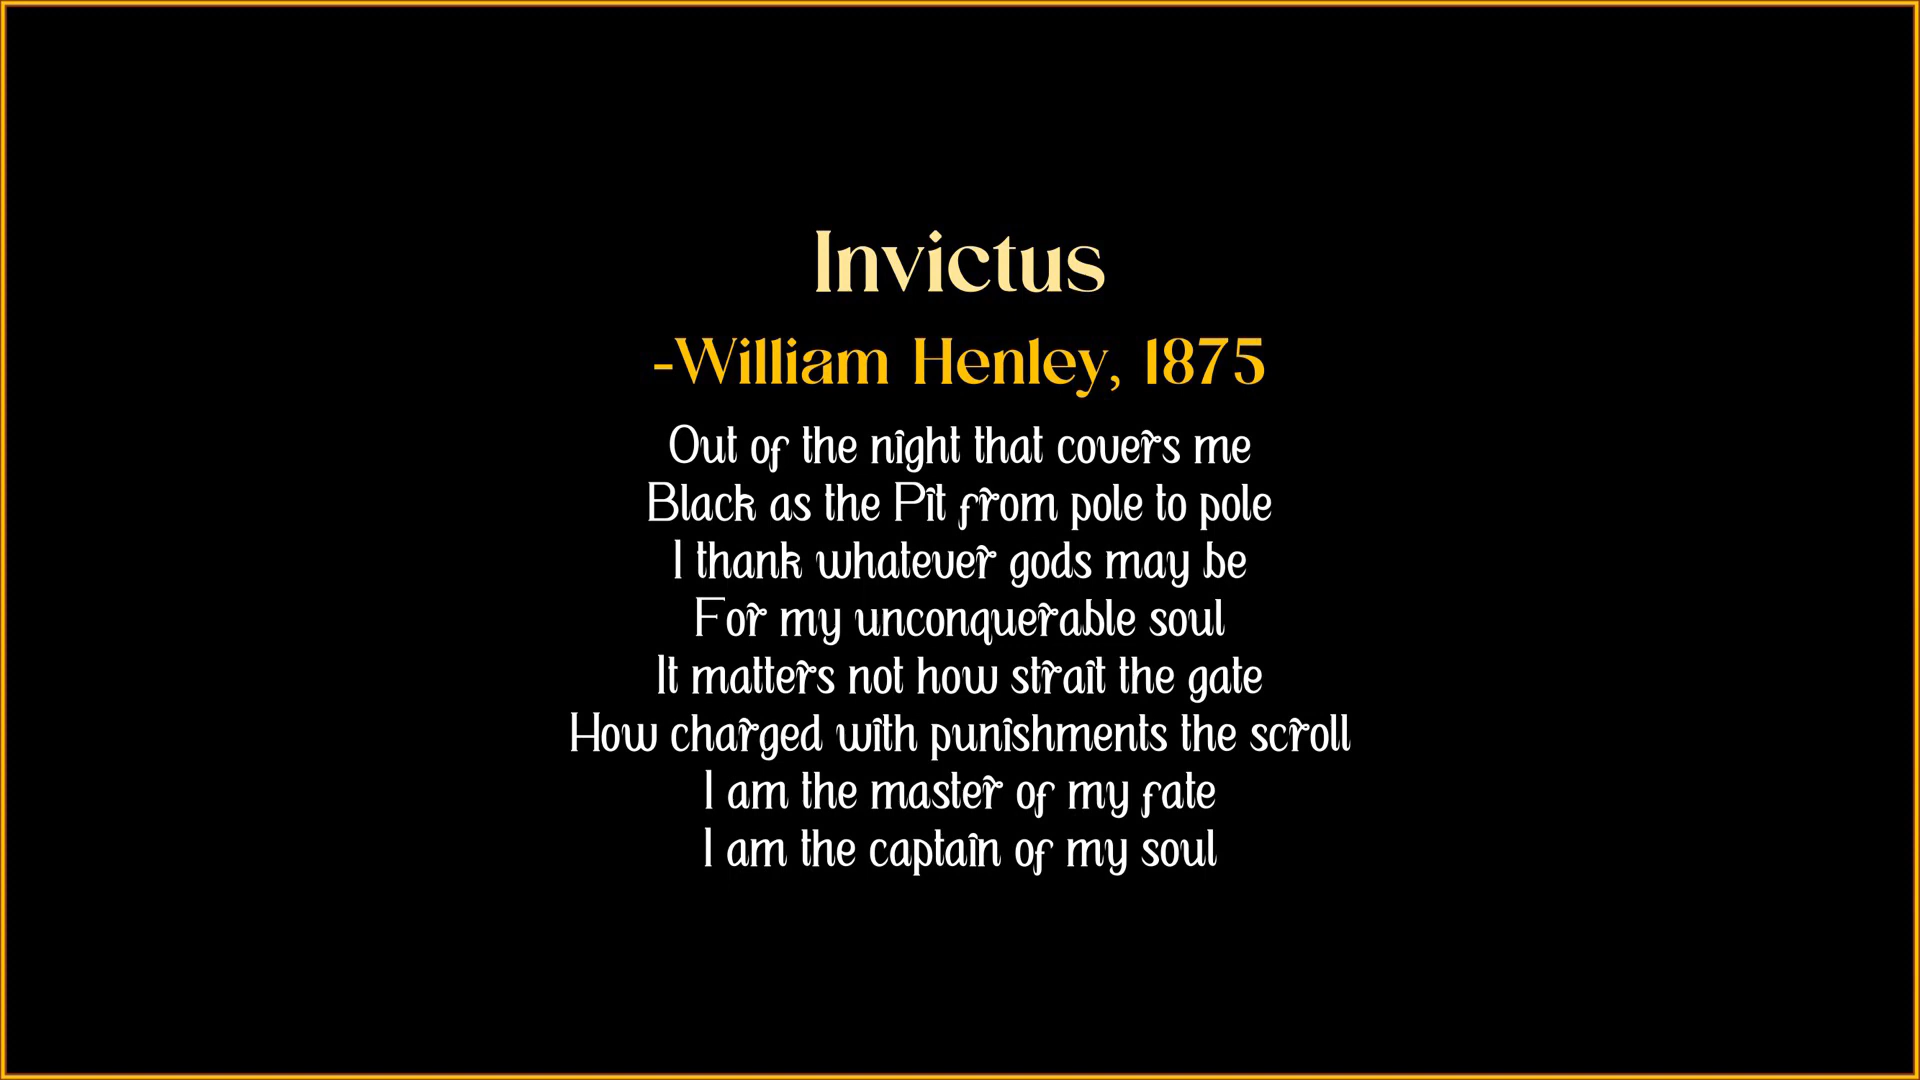 Invictus
-William Henley, 1875
Out of the night that covers me
Black as the Pit from pole to pole
I thank whatever gods may be
For my unconquerable soul
It matters not how strait the gate
How charged with punishments the scroll
I am the master of my fate
I am the captain of my soul